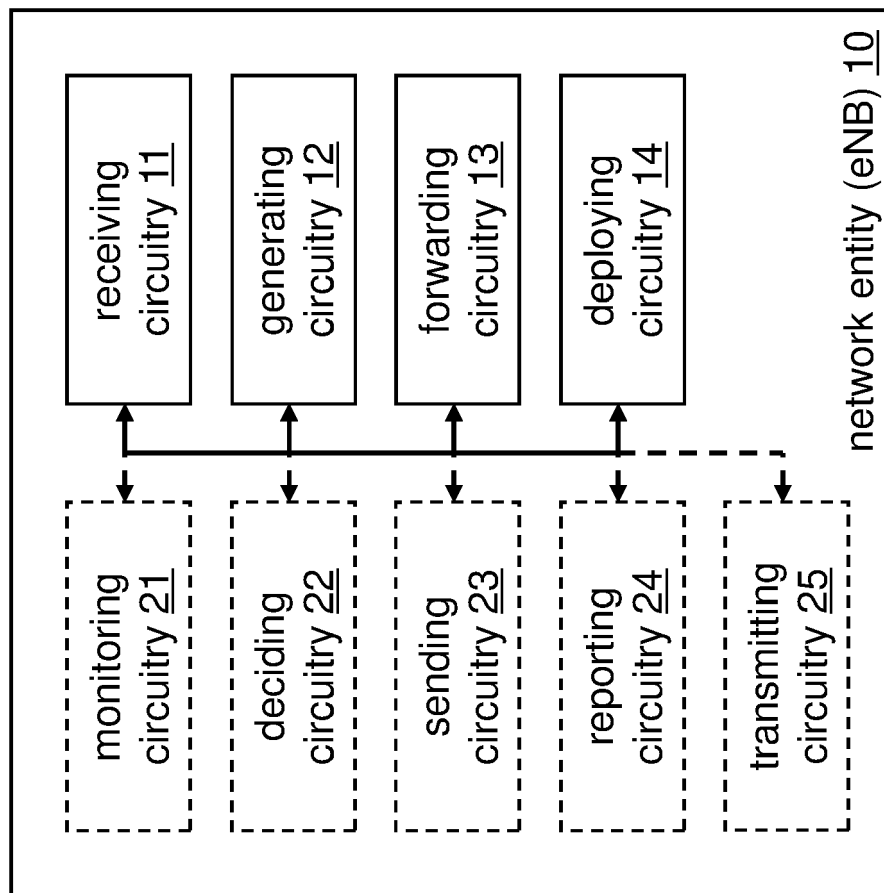 receiving
circuitry 11
generating
circuitry 12
forwarding
circuitry 13
deploying
circuitry 14
monitoring
circuitry 21
deciding
circuitry 22
sending
circuitry 23
reporting
circuitry 24
transmitting
circuitry 25
network entity (eNB) 10